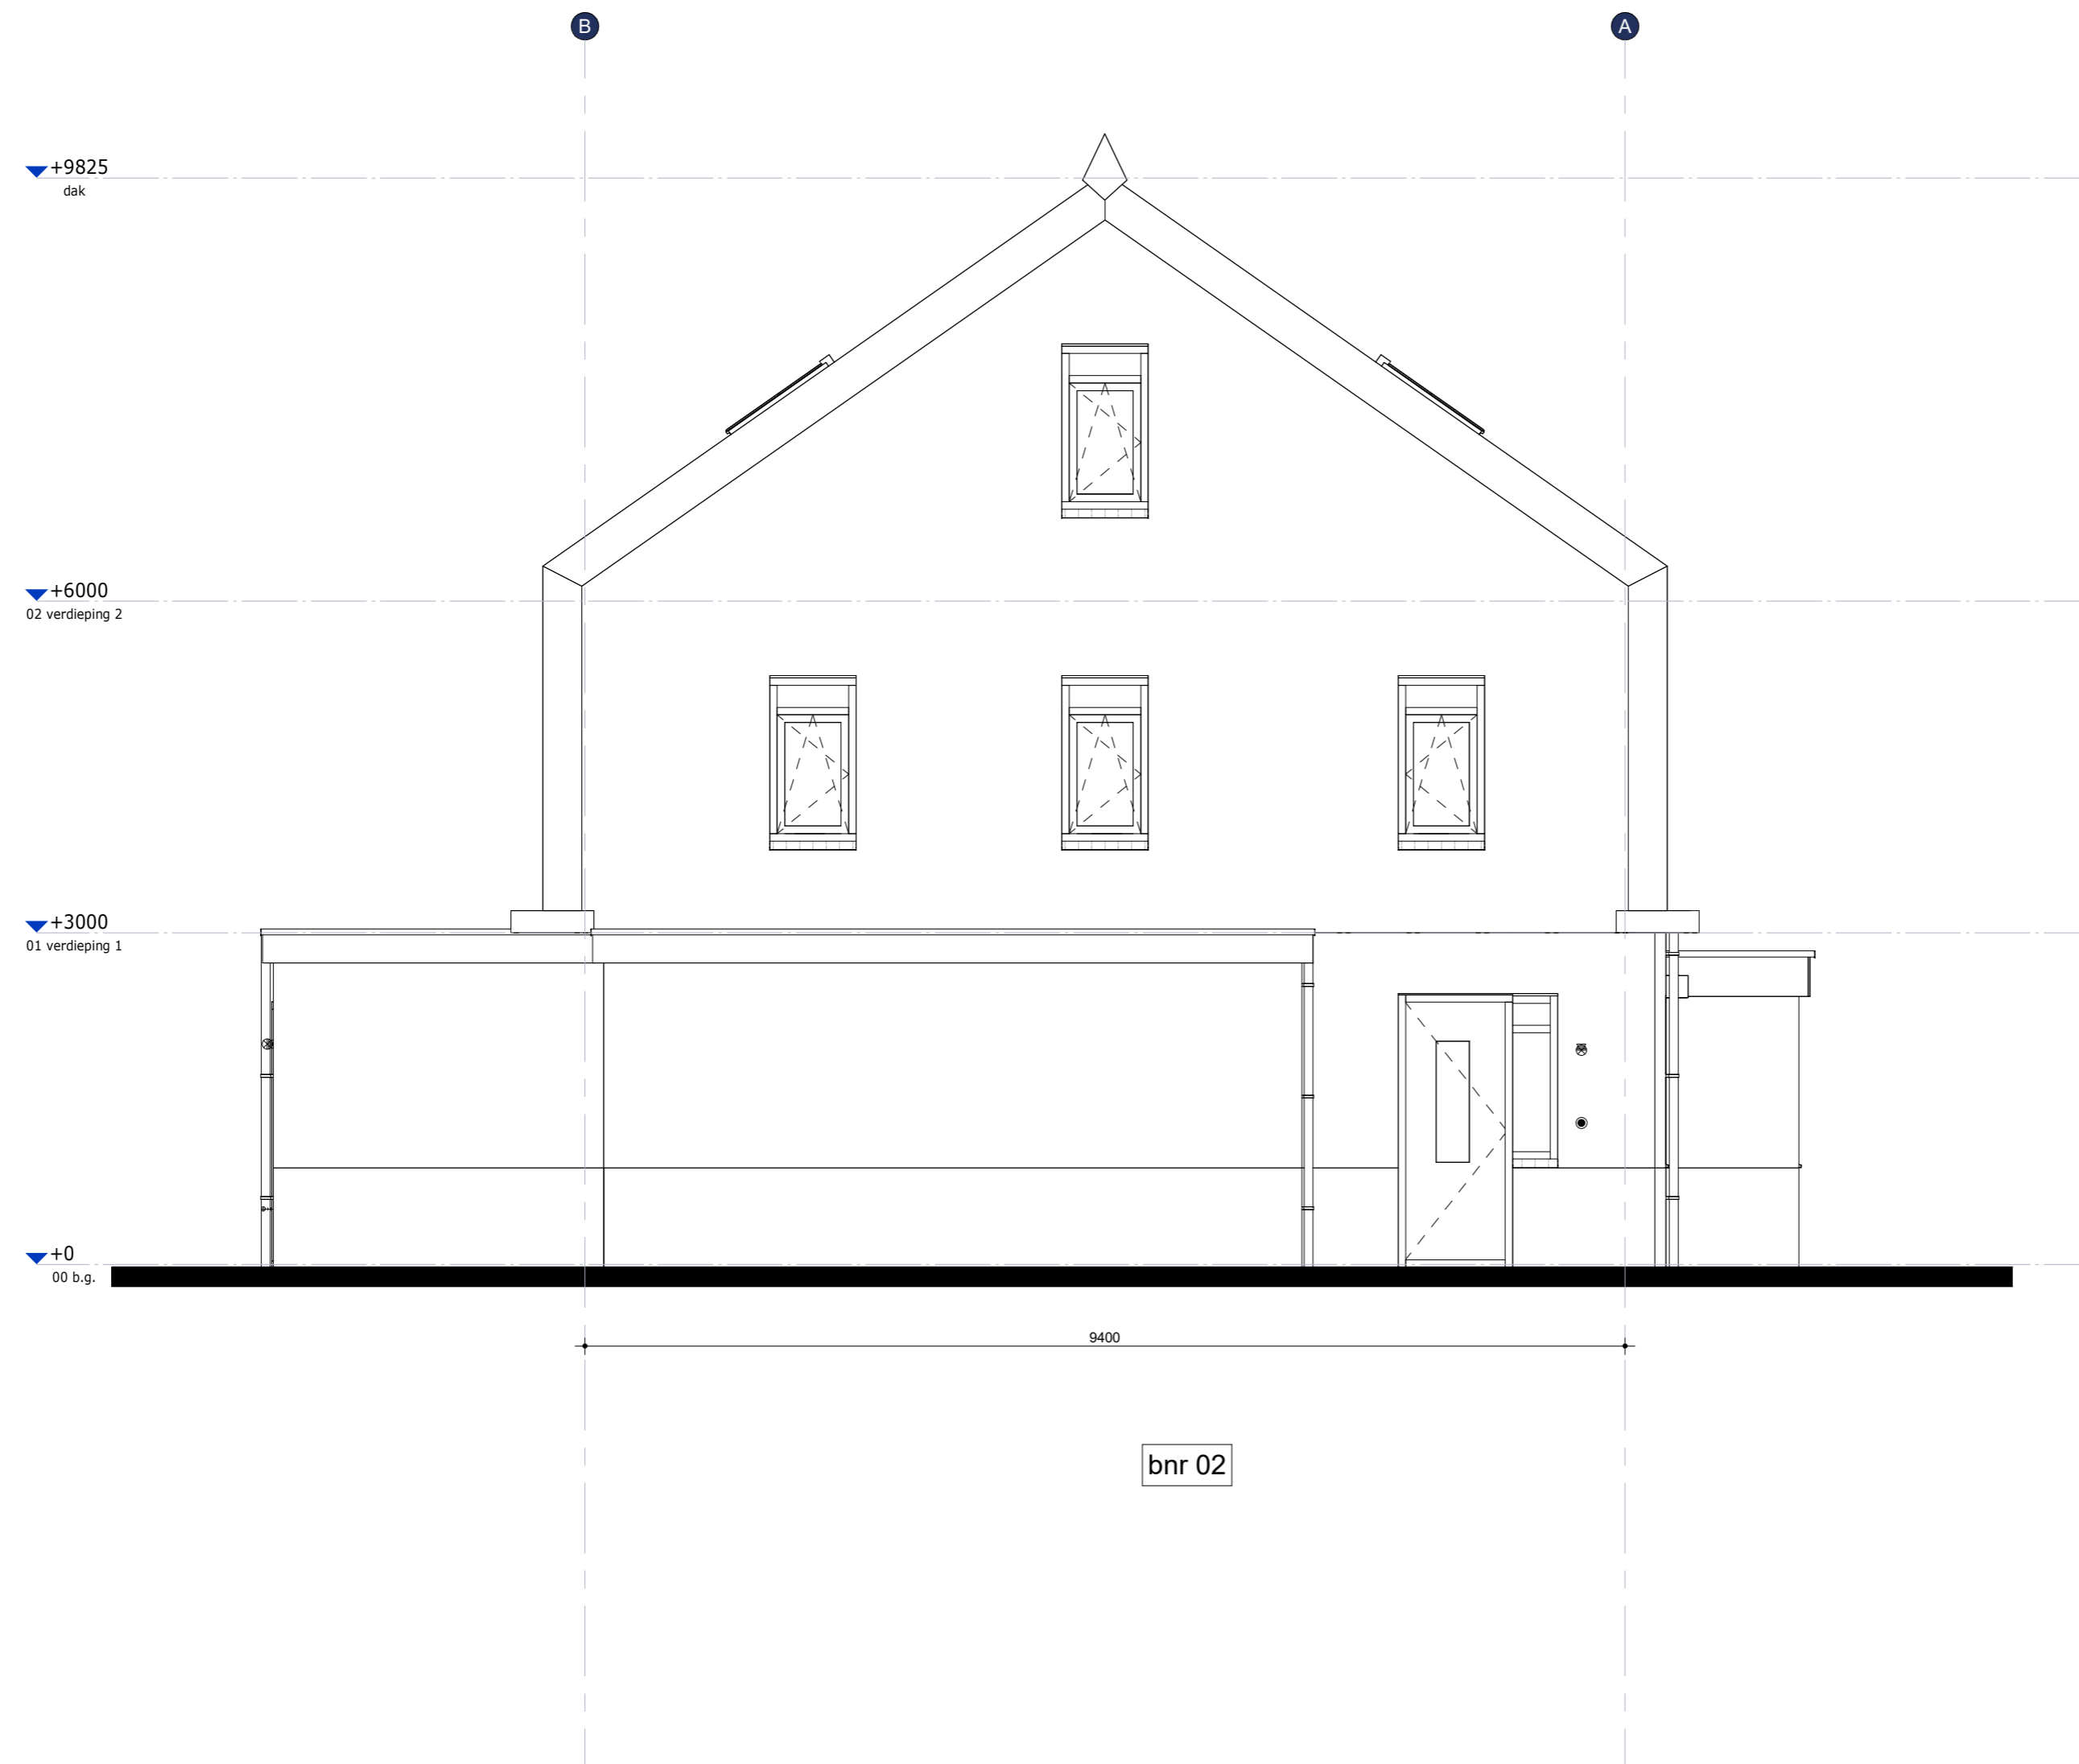 B
A
+9825
dak
+6000
02 verdieping 2
+3000
01 verdieping 1
+0
00 b.g.
9400
bnr 02